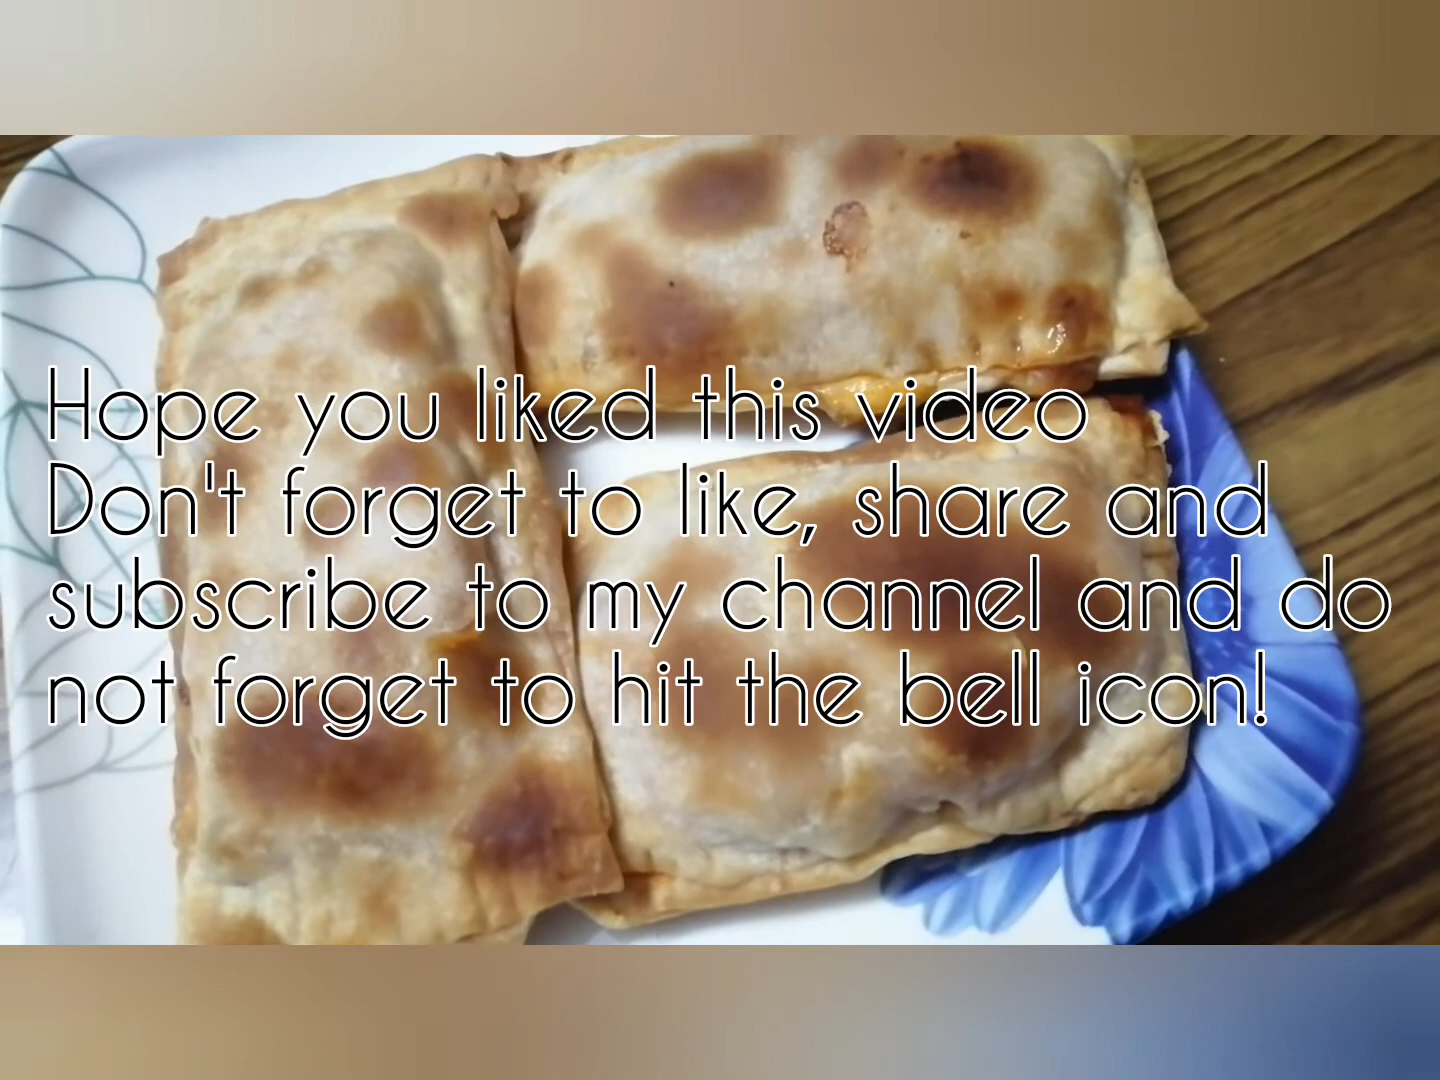 Hope you liked this video
Don't forget to like, share and
subscribe to my channel and do
not forget to hit the bell icon!